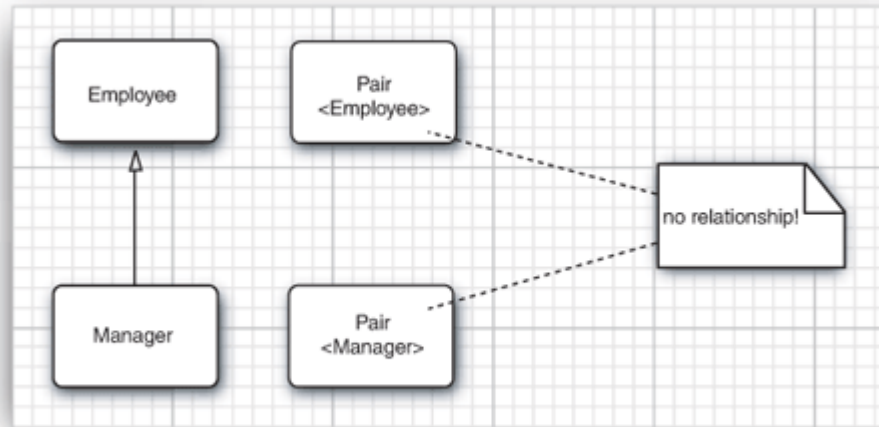 Employee
Pair
<Employee>
no relationship!
Manager
Pair
<Manager>